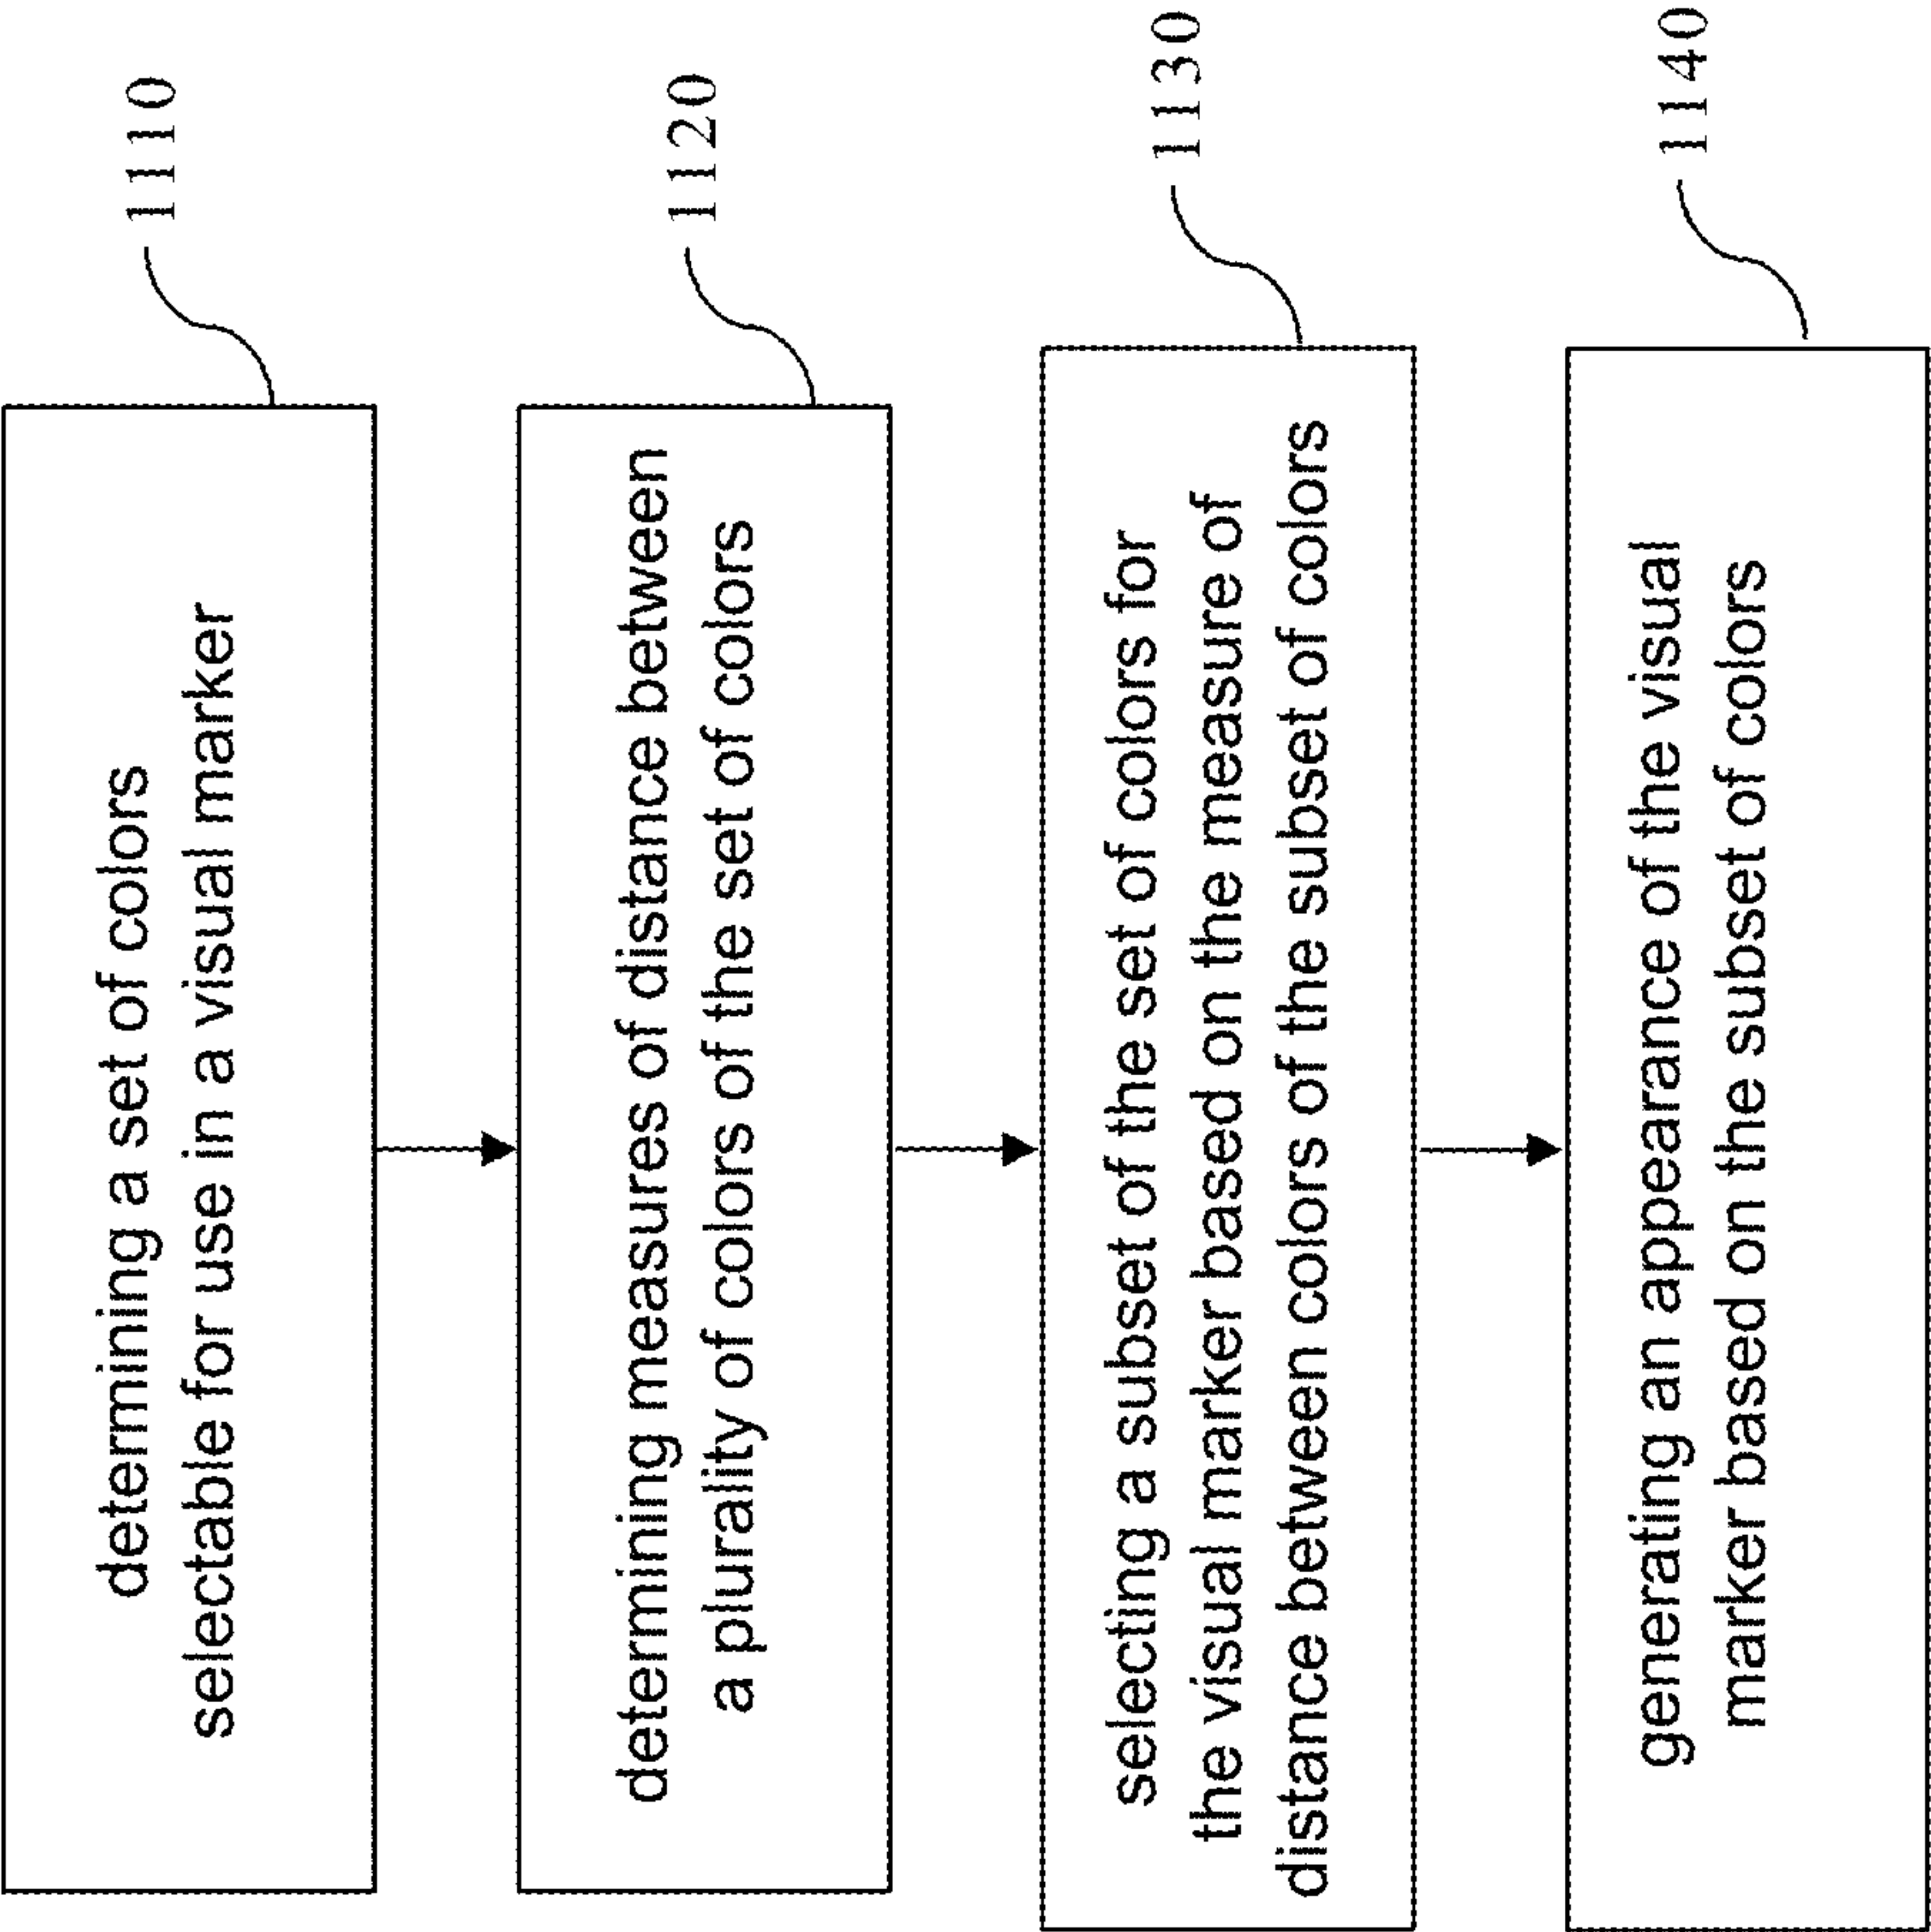 determining a set of colors
selectable for use in a visual marker
1110
determining measures of distance between
a plurality of colors of the set of colors
1120
selecting a subset of the set of colors for
the visual marker based on the measure of
distance between colors of the subset of colors
1130
generating an appearance of the visual
marker based on the subset of colors
1140